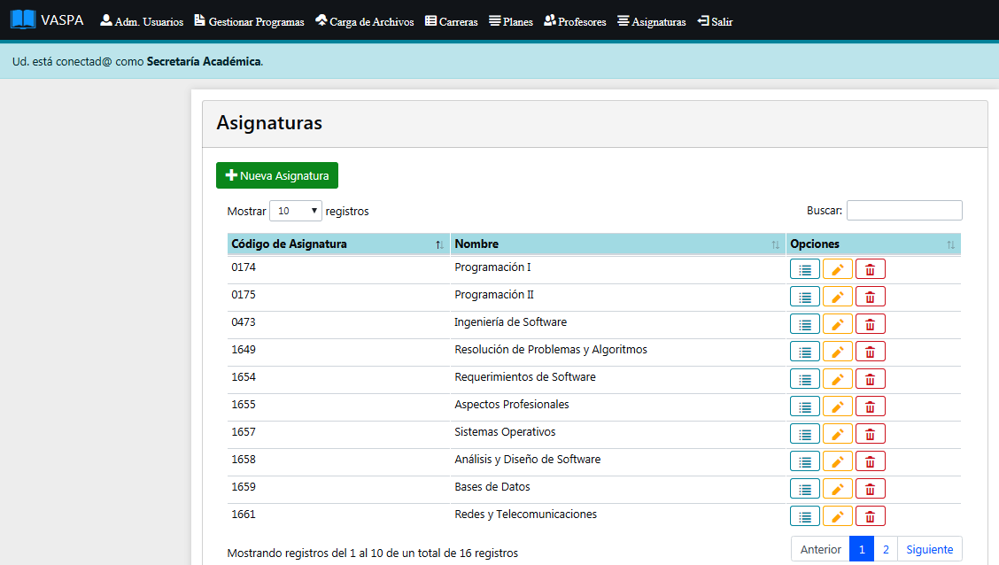 VASPA Adm. Usuarios Gestionar Programas Carga de Archivos Carreras Planes Profesores Asignaturas Salir
Ud. está conectad@ como Secretaría Académica.
Asignaturas
Nueva Asignatura
Mostrar 10 registros Buscar:
Código de Asignatura Nombre Opciones
0174 Programación I
0175 Programación II
0473 Ingeniería de Software
1649 Resolución de Problemas y Algoritmos
1654 Requerimientos de Software
1655 Aspectos Profesionales
1657 Sistemas Operativos
1658 Análisis y Diseño de Software
1659 Bases de Datos
1661 Redes y Telecomunicaciones
Mostrando registros del 1 al 10 de un total de 16 registros Anterior 1 2 Siguiente